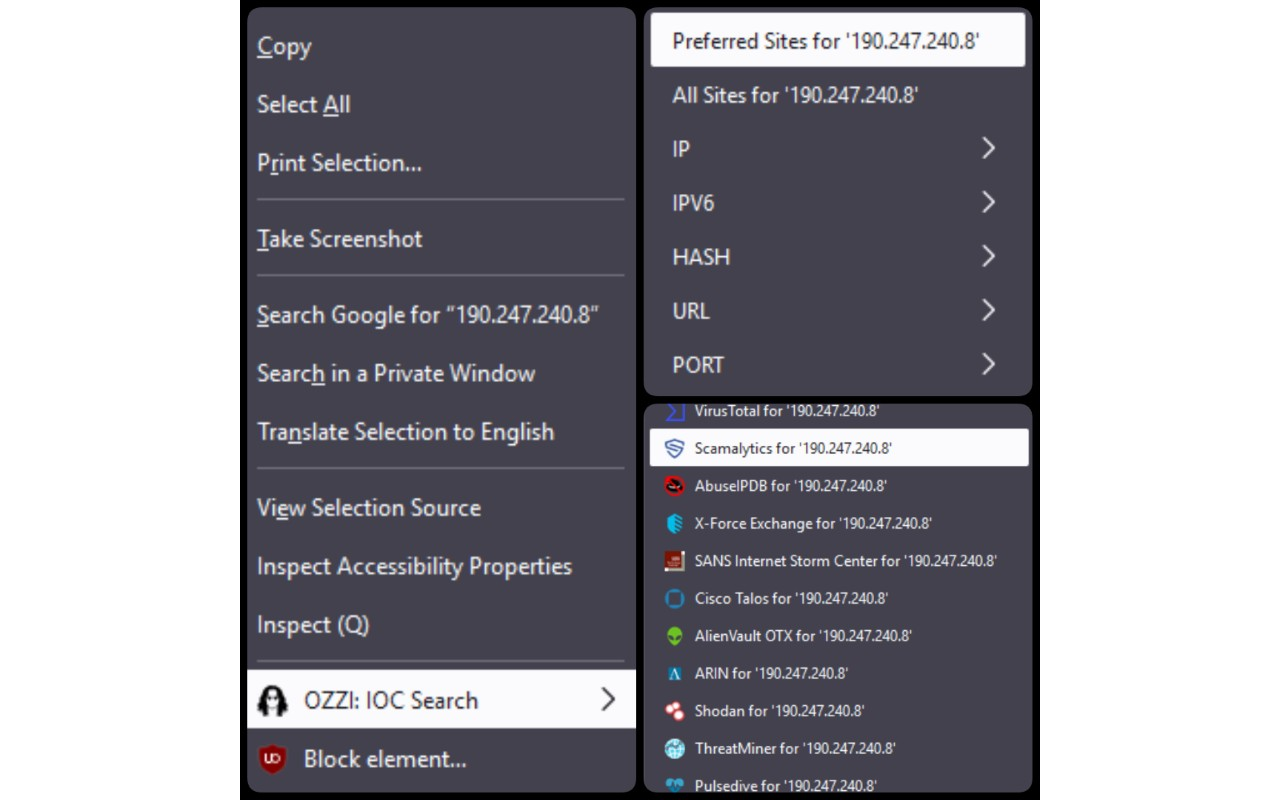 Copy
Select All
Print Selection...
Take Screenshot
Search Google for “190.247.240.8”
Search in a Private Window
Translate Selection to English
View Selection Source
Inspect Accessibility Properties
Inspect (Q)
OZZI: IOC Search
Block element...
Preferred Sites for '190.247.240.8'
All Sites for '190.247.240.8'
IP
IPV6
HASH
URL
PORT
VirusTotal for '190.247.240.8'
Scamalytics for '190.247.240.8'
AbuseIPDB for '190.247.240.8'
X-Force Exchange for '190.247.240.8'
SANS Internet Storm Center for '190.247.240.8'
Cisco Talos for '190.247.240.8'
AlienVault OTX for '190.247.240.8'
ARIN for '190.247.240.8'
Shodan for '190.247.240.8'
ThreatMiner for '190.247.240.8'
Pulsedive for '190.247.240.8'